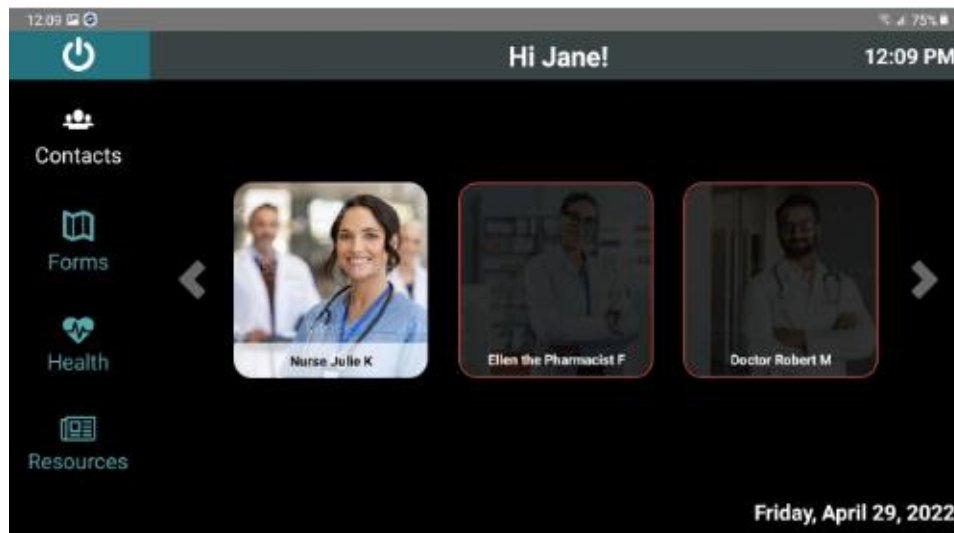 12:09 75%
Hi Jane! 12:09 PM
Contacts
Forms
Health
Resources
Nurse Julie K
Ellen the Pharmacist F
Doctor Robert M
Friday, April 29, 2022